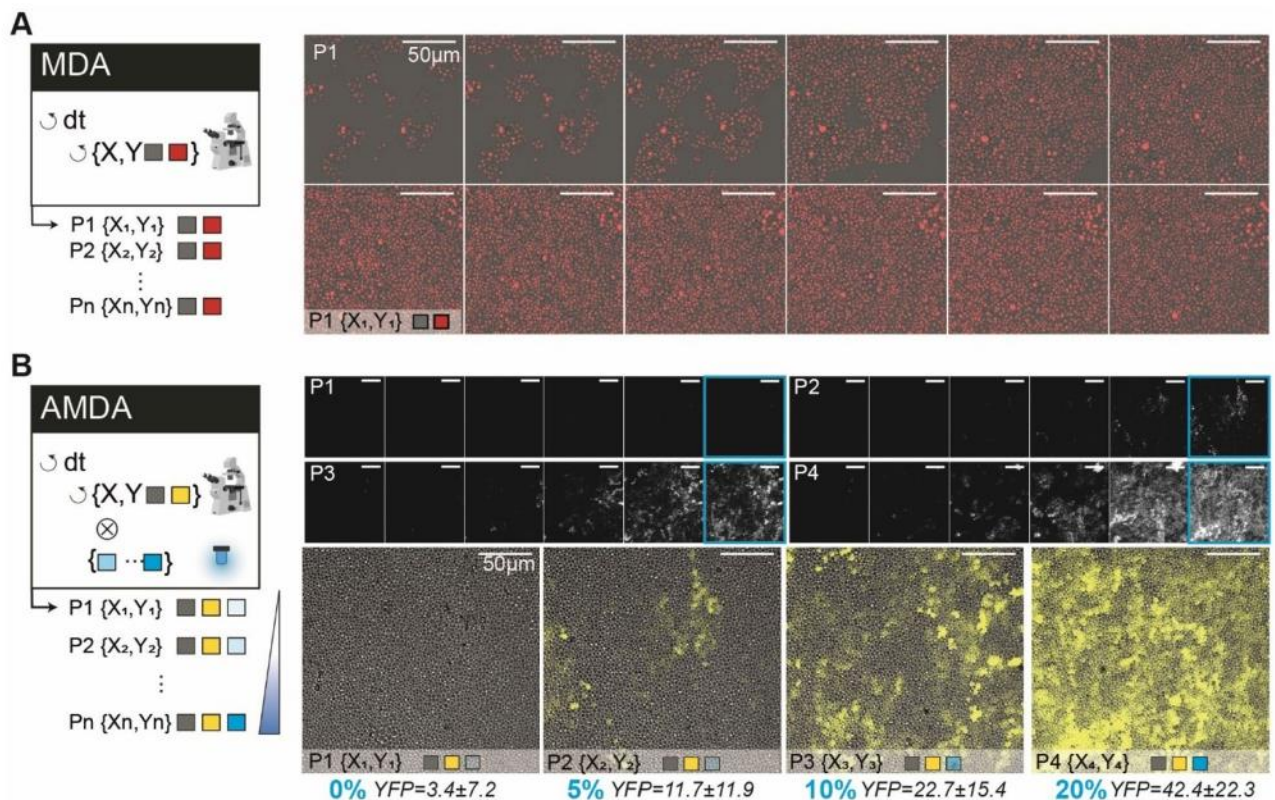 A
MDA
dt
{X,Y }
P1 {X₁,Y₁}
P2 {X₂,Y₂}
⋮
Pn {Xn,Yn}
P1
50µm
P1 {X₁,Y₁}
B
AMDA
dt
{X,Y }
⊗
{ ··· }
P1 {X₁,Y₁}
P2 {X₂,Y₂}
⋮
Pn {Xn,Yn}
P1
P2
P3
P4
50µm
P1 {X₁,Y₁}
P2 {X₂,Y₂}
P3 {X₃,Y₃}
P4 {X₄,Y₄}
0% YFP=3.4±7.2
5% YFP=11.7±11.9
10% YFP=22.7±15.4
20% YFP=42.4±22.3